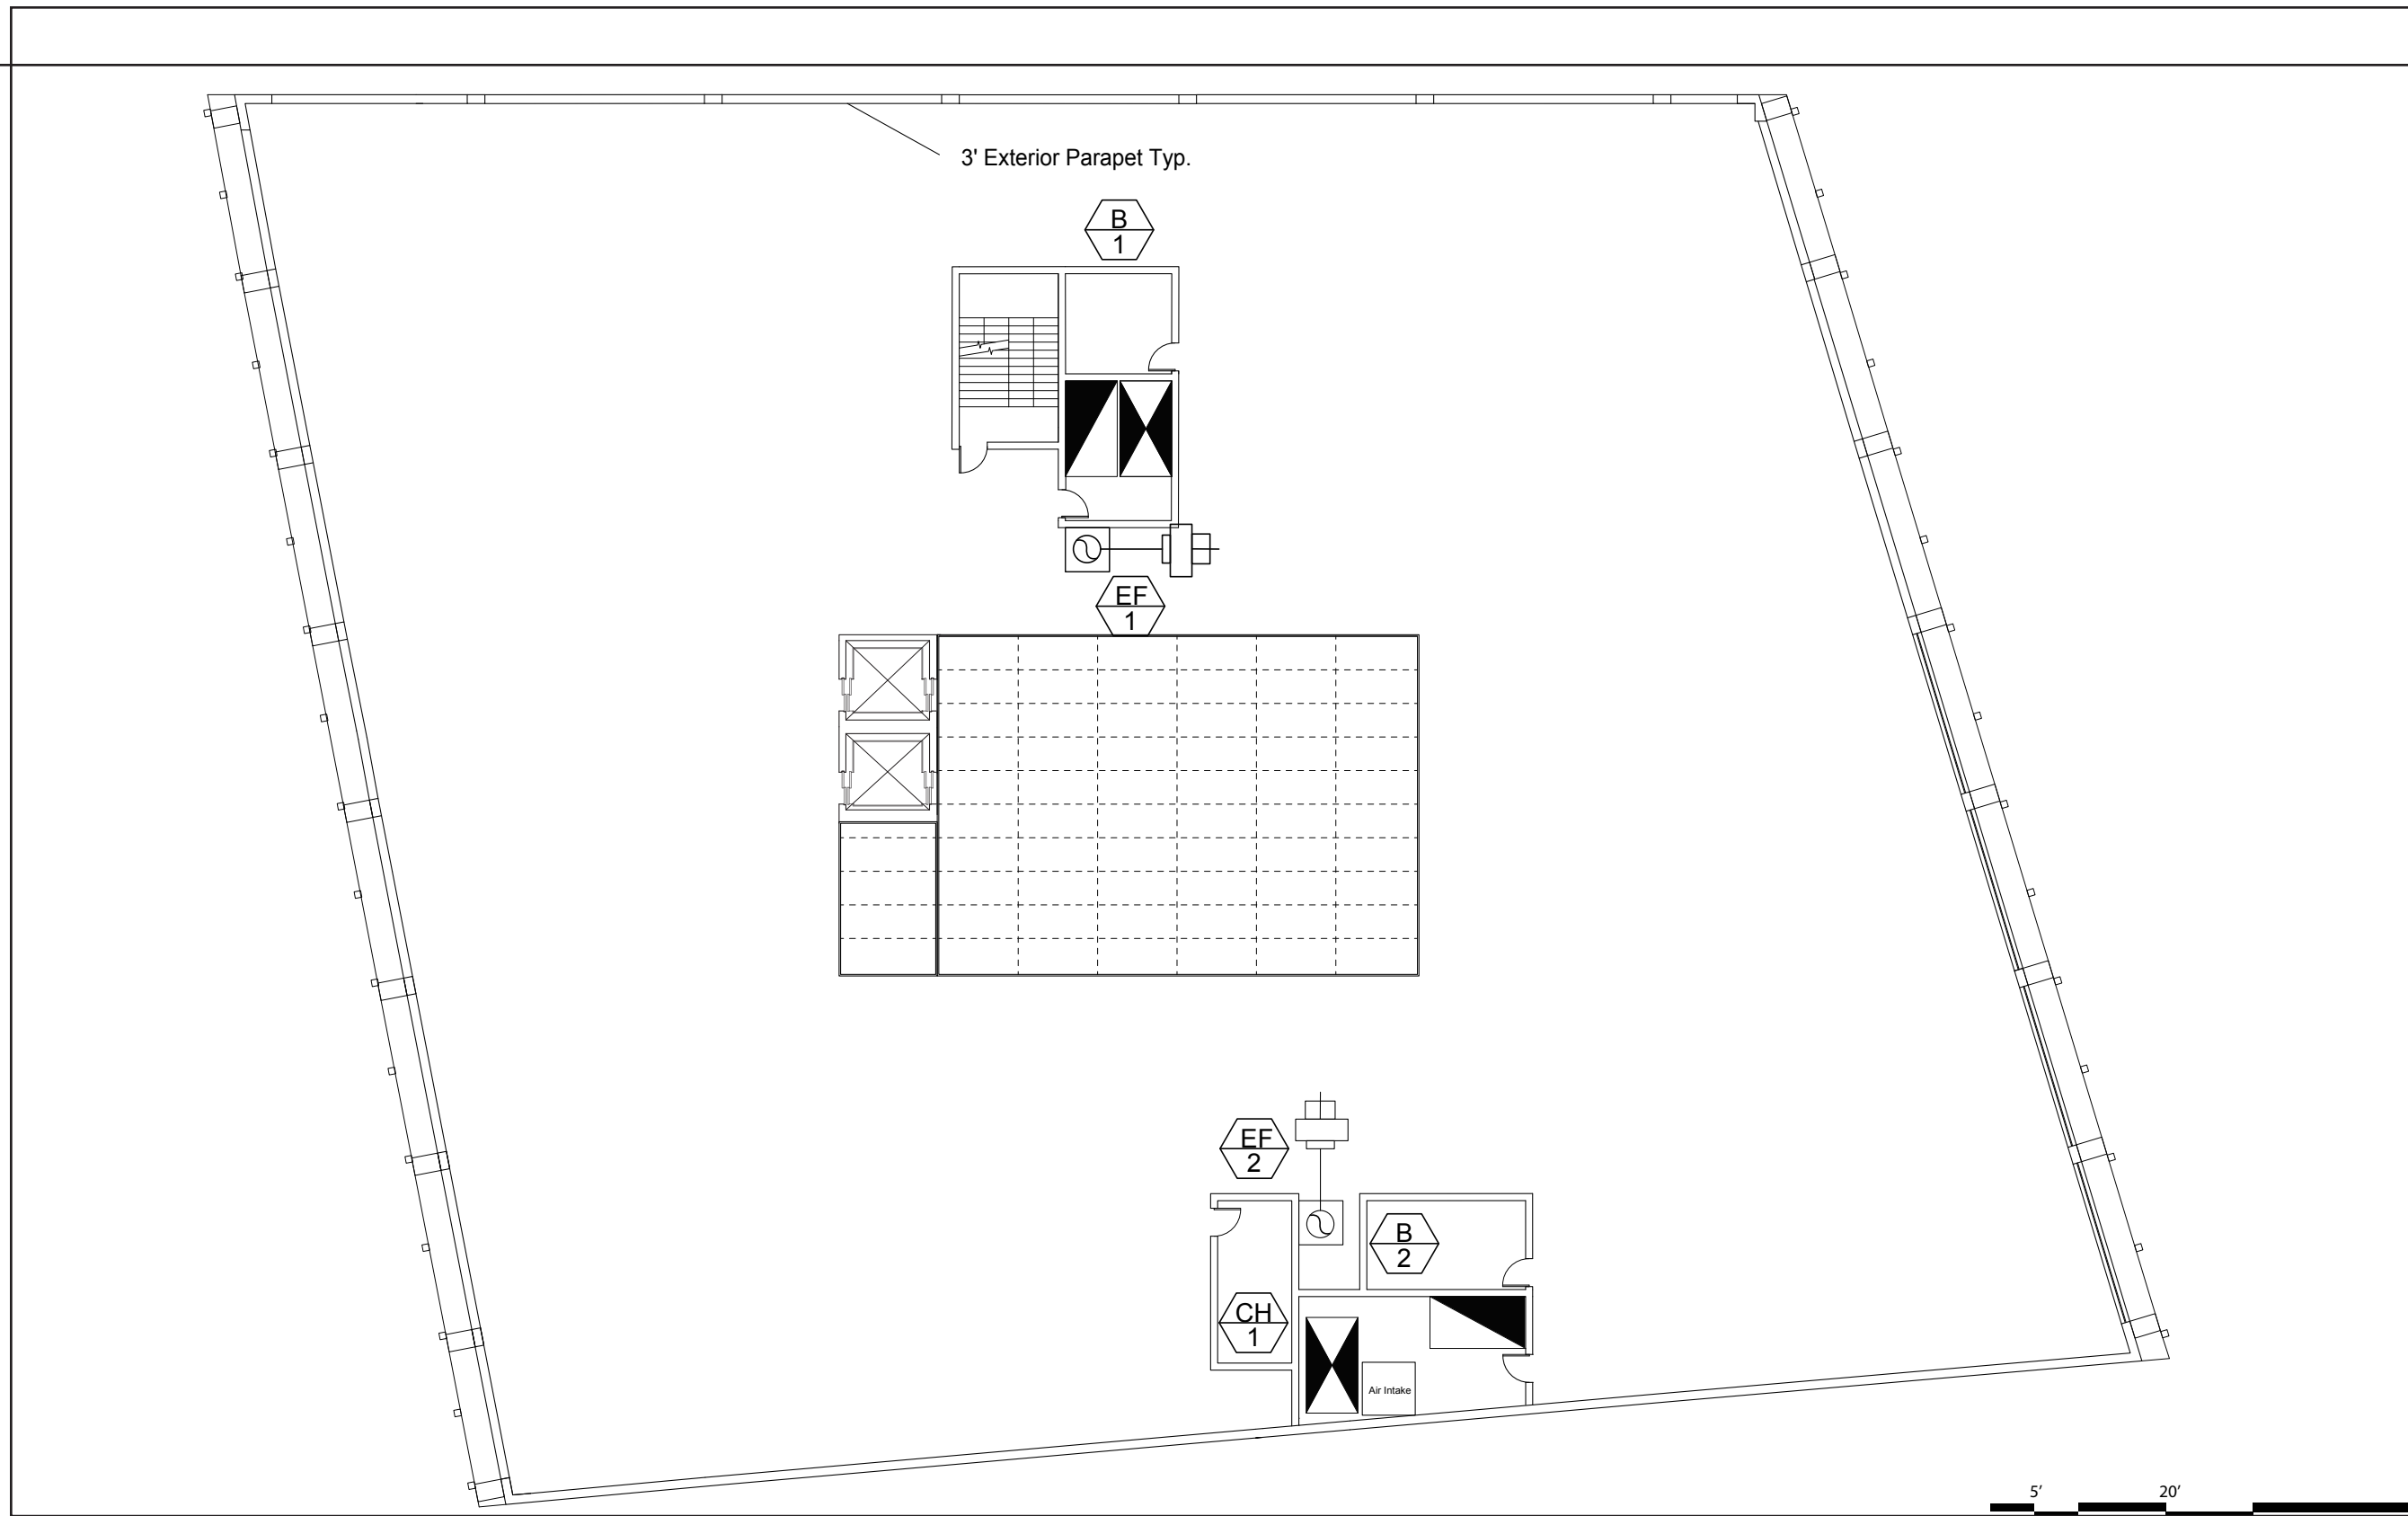 3' Exterior Parapet Typ.
B
1
EF
1
EF
2
B
2
CH
1
Air Intake
5’
20’